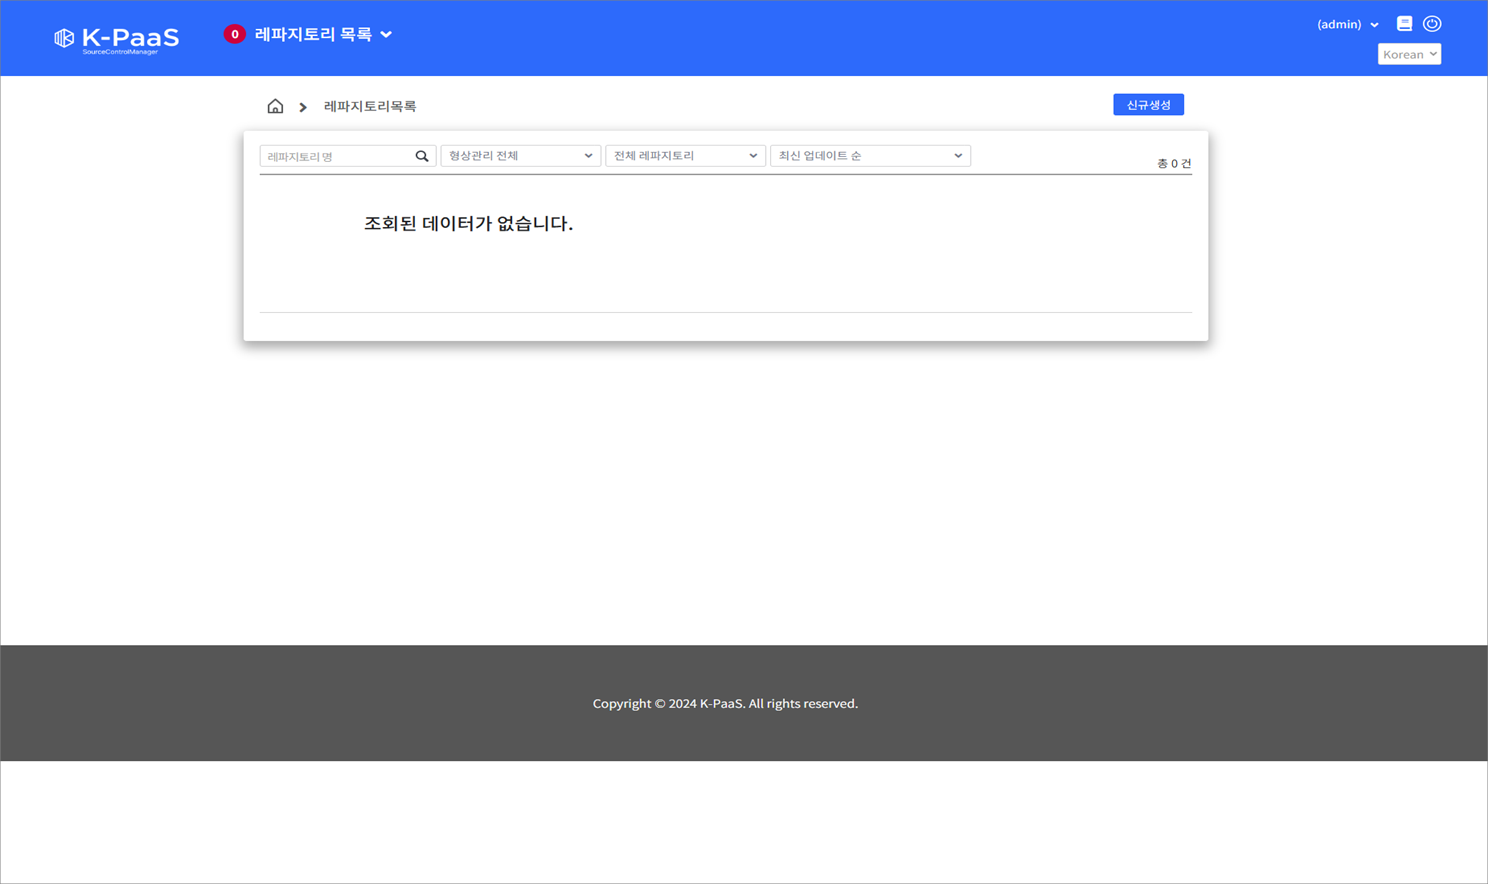 K-PaaS
SourceControlManager
0 레파지토리 목록
(admin)
Korean
레파지토리목록
신규생성
레파지토리 명
형상관리 전체
전체 레파지토리
최신 업데이트 순
총 0 건
조회된 데이터가 없습니다.
Copyright © 2024 K-PaaS. All rights reserved.